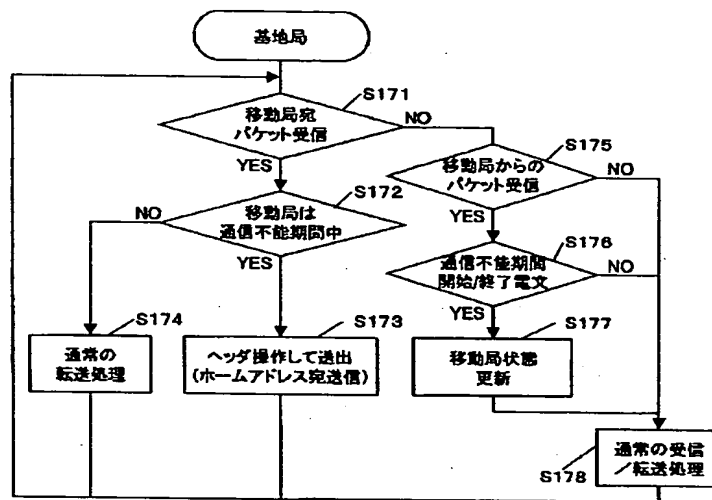 基地局
S171
移動局宛
パケット受信
NO
YES
S175
移動局からの
パケット受信
NO
YES
S172
移動局は
通信不能期間中
NO
YES
S176
通信不能期間
開始/終了電文
NO
YES
S174
通常の
転送処理
S173
ヘッダ操作して送出
(ホームアドレス宛送信)
S177
移動局状態
更新
S178
通常の受信
/転送処理